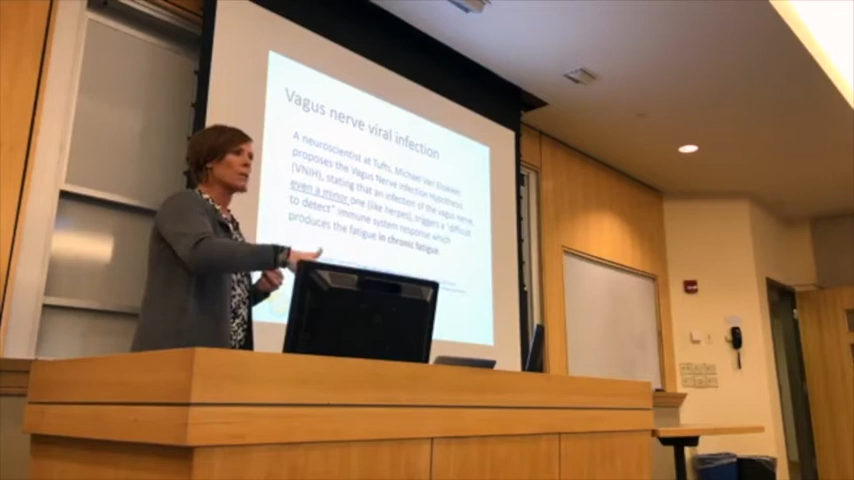 Vagus nerve viral infection
A neuroscientist at Tufts, Michael Van Elzakker,
proposes the Vagus Nerve Infection Hypothesis
(VNIH), stating that an infection of the vagus nerve,
even a minor one (like herpes), triggers a "difficult
to detect" immune system response which
produces the fatigue in chronic fatigue.